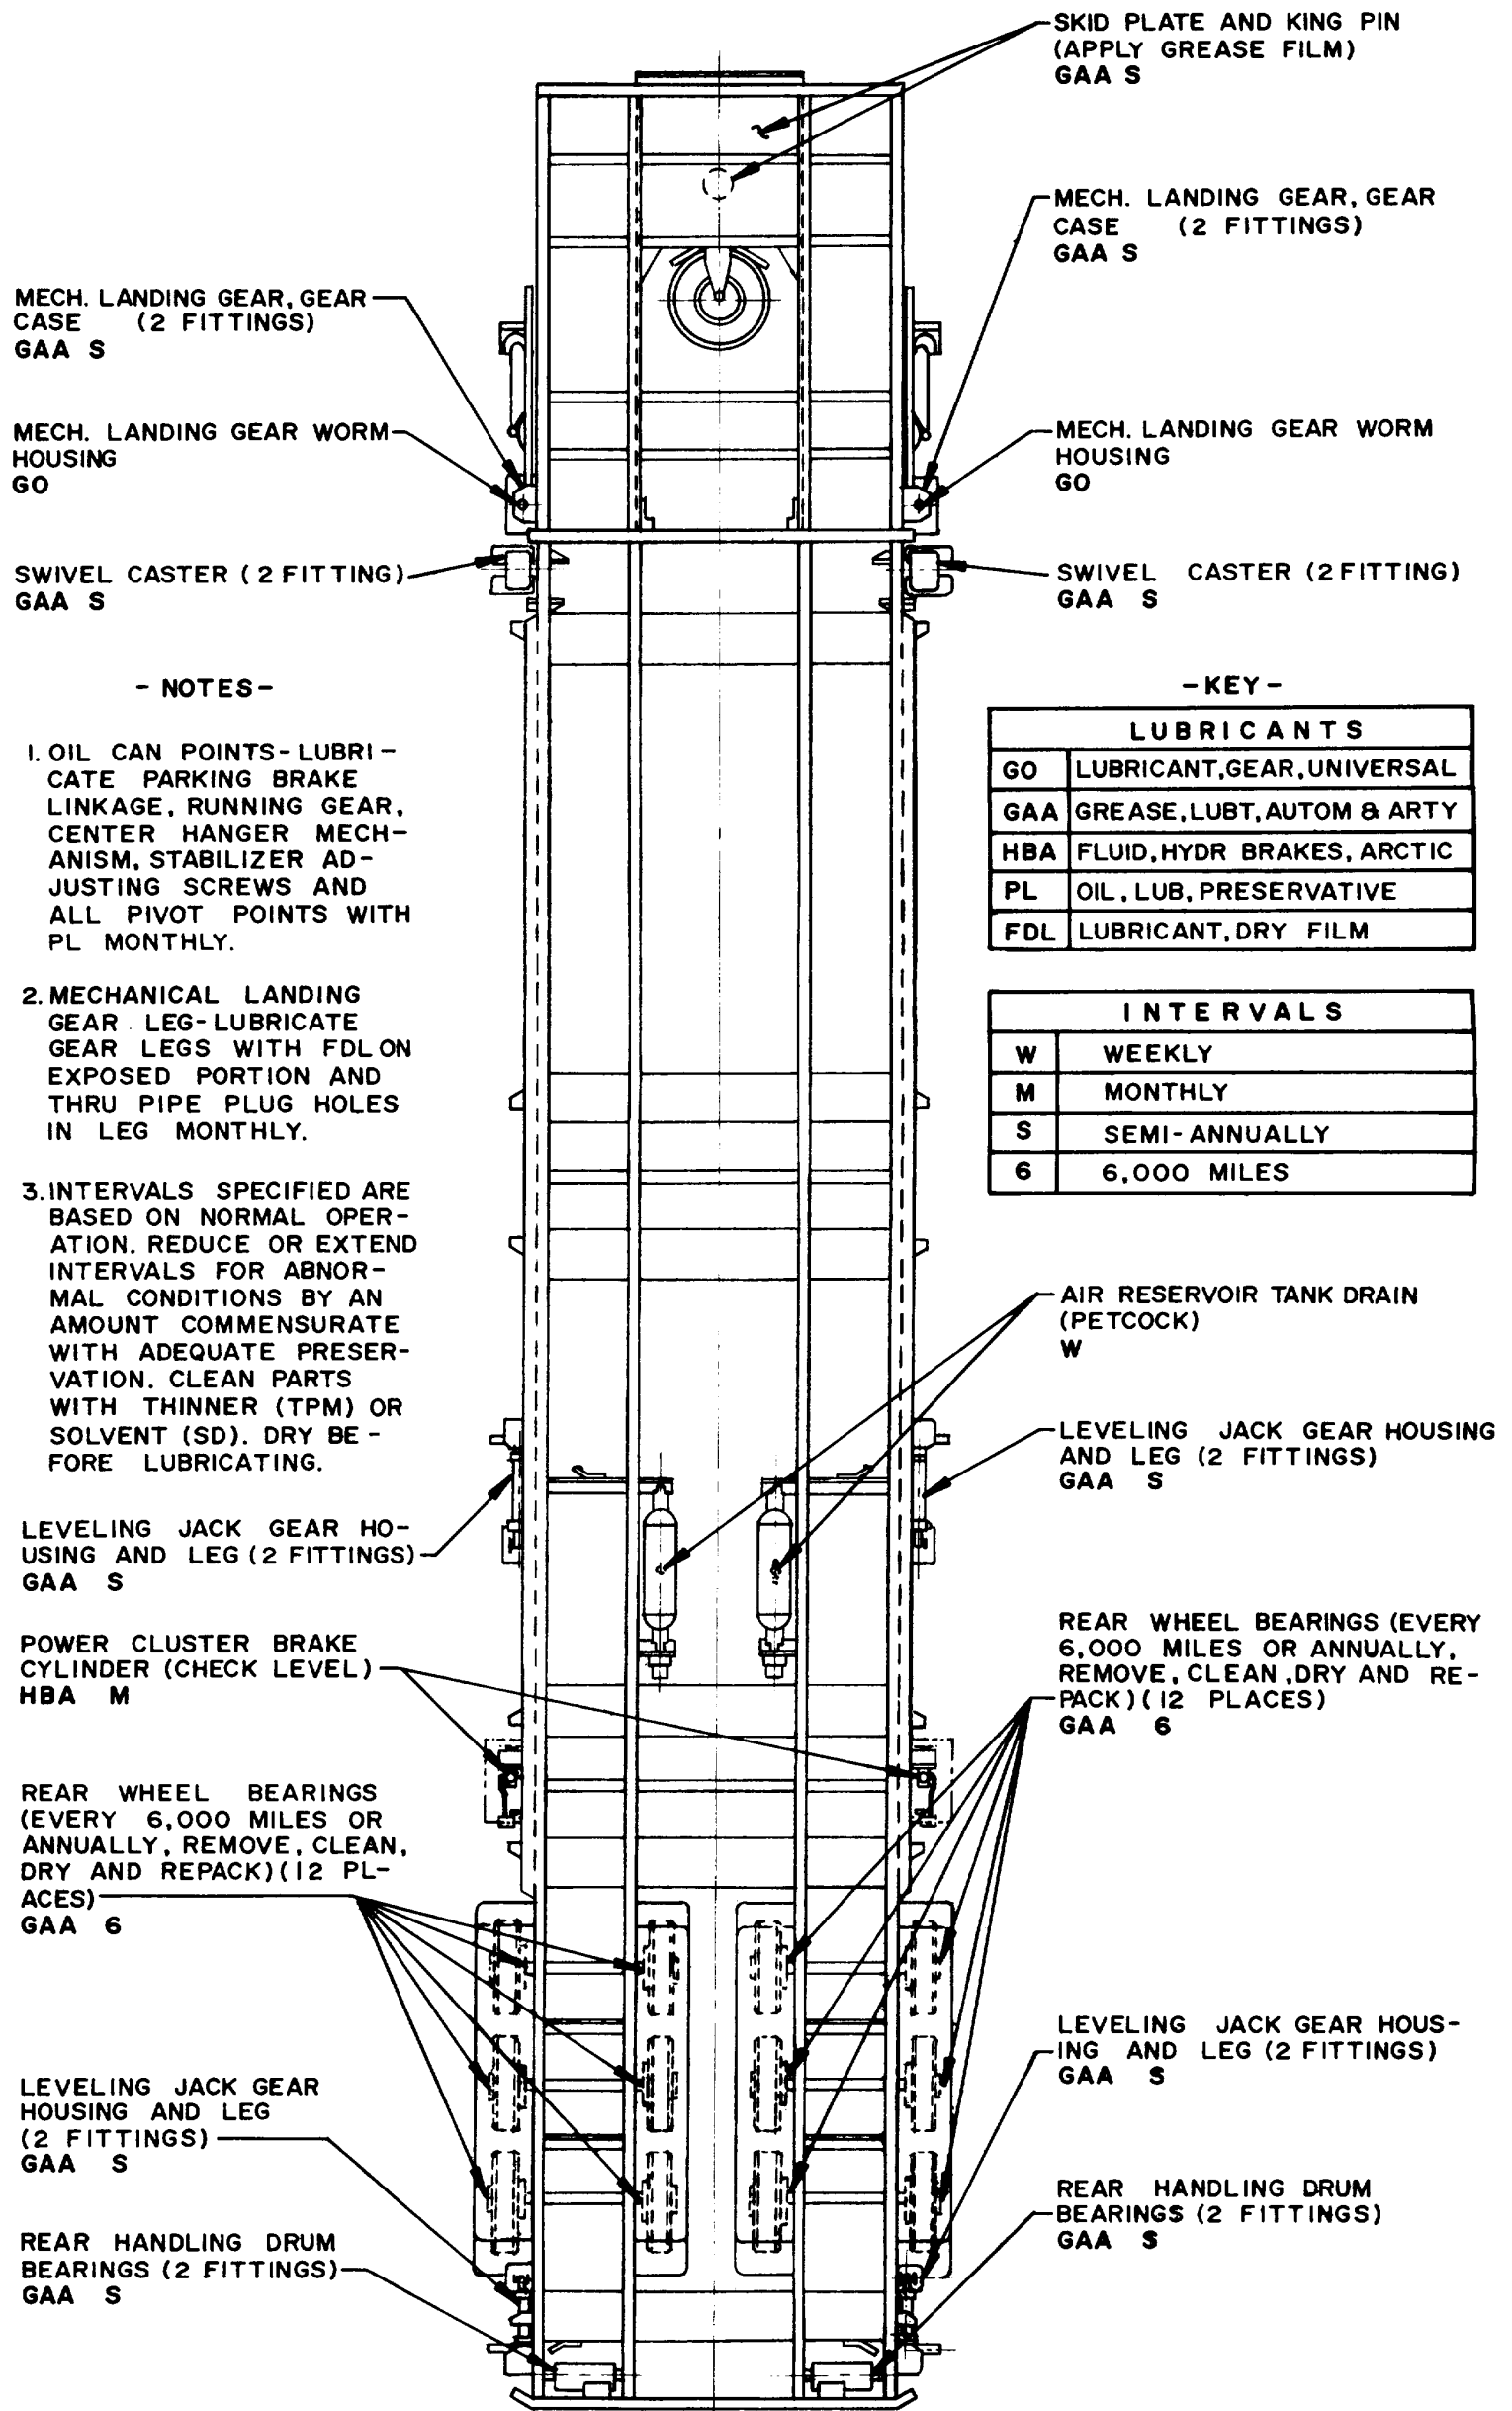 SKID PLATE AND KING PIN
(APPLY GREASE FILM)
GAA S
MECH. LANDING GEAR, GEAR
CASE (2 FITTINGS)
GAA S
MECH. LANDING GEAR, GEAR
CASE (2 FITTINGS)
GAA S
MECH. LANDING GEAR WORM
HOUSING
GO
MECH. LANDING GEAR WORM
HOUSING
GO
SWIVEL CASTER (2 FITTING)
GAA S
SWIVEL CASTER (2 FITTING)
GAA S
- NOTES -
1. OIL CAN POINTS - LUBRI -
CATE PARKING BRAKE
LINKAGE, RUNNING GEAR,
CENTER HANGER MECH-
ANISM, STABILIZER AD-
JUSTING SCREWS AND
ALL PIVOT POINTS WITH
PL MONTHLY.
2. MECHANICAL LANDING
GEAR LEG - LUBRICATE
GEAR LEGS WITH FDL ON
EXPOSED PORTION AND
THRU PIPE PLUG HOLES
IN LEG MONTHLY.
3. INTERVALS SPECIFIED ARE
BASED ON NORMAL OPER-
ATION. REDUCE OR EXTEND
INTERVALS FOR ABNOR-
MAL CONDITIONS BY AN
AMOUNT COMMENSURATE
WITH ADEQUATE PRESER-
VATION. CLEAN PARTS
WITH THINNER (TPM) OR
SOLVENT (SD). DRY BE -
FORE LUBRICATING.
- KEY -
LUBRICANTS
GO LUBRICANT, GEAR, UNIVERSAL
GAA GREASE, LUBT, AUTOM & ARTY
HBA FLUID, HYDR BRAKES, ARCTIC
PL OIL, LUB, PRESERVATIVE
FDL LUBRICANT, DRY FILM
INTERVALS
W WEEKLY
M MONTHLY
S SEMI-ANNUALLY
6 6,000 MILES
AIR RESERVOIR TANK DRAIN
(PETCOCK)
W
LEVELING JACK GEAR HOUSING
AND LEG (2 FITTINGS)
GAA S
LEVELING JACK GEAR HO-
USING AND LEG (2 FITTINGS)
GAA S
POWER CLUSTER BRAKE
CYLINDER (CHECK LEVEL)
HBA M
REAR WHEEL BEARINGS (EVERY
6,000 MILES OR ANNUALLY,
REMOVE, CLEAN, DRY AND RE-
PACK) (12 PLACES)
GAA 6
REAR WHEEL BEARINGS
(EVERY 6,000 MILES OR
ANNUALLY, REMOVE, CLEAN,
DRY AND REPACK) (12 PL-
ACES)
GAA 6
LEVELING JACK GEAR HOUS-
ING AND LEG (2 FITTINGS)
GAA S
LEVELING JACK GEAR
HOUSING AND LEG
(2 FITTINGS)
GAA S
REAR HANDLING DRUM
BEARINGS (2 FITTINGS)
GAA S
REAR HANDLING DRUM
BEARINGS (2 FITTINGS)
GAA S